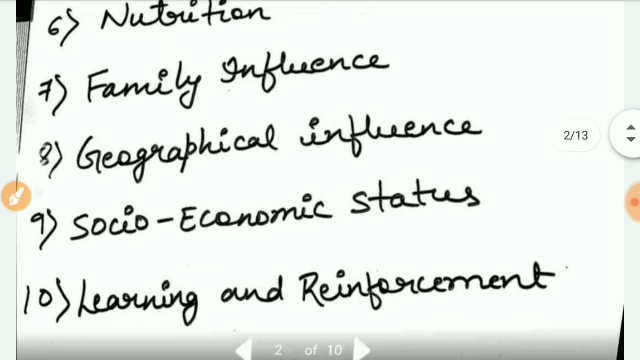 6) Nutrition
7) Family Influence
8) Geographical influence
2/13
9) Socio-Economic Status
10) Learning and Reinforcement
2 of 10